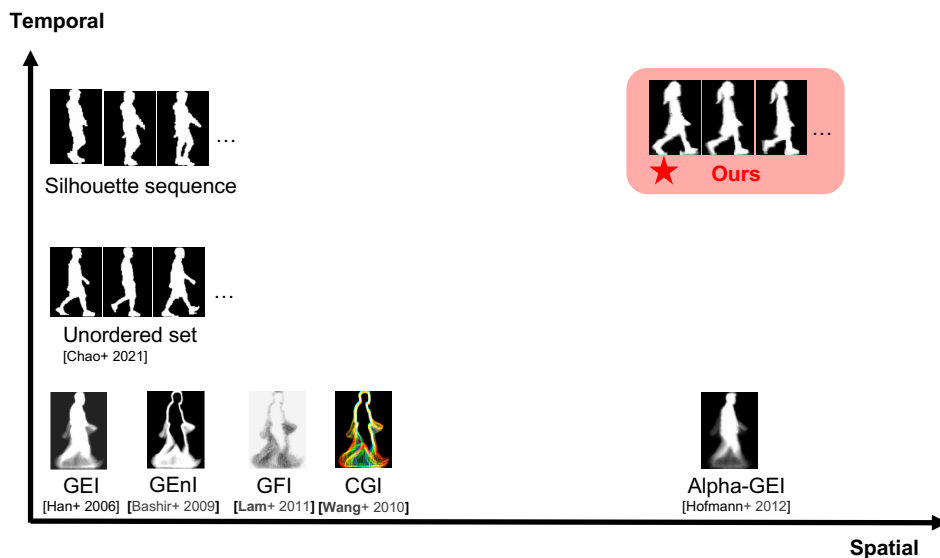 Temporal
…
Silhouette sequence
…
Ours
…
Unordered set
[Chao+ 2021]
GEI
[Han+ 2006]
GEnI
[Bashir+ 2009]
GFI
[Lam+ 2011]
CGI
[Wang+ 2010]
Alpha-GEI
[Hofmann+ 2012]
Spatial